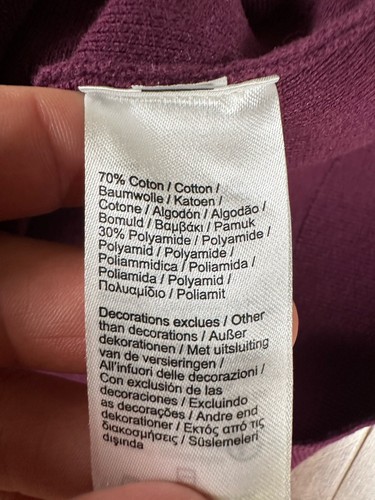 70% Coton / Cotton /
Baumwolle / Katoen /
Cotone / Algodón / Algodão /
Bomuld / Βαμβάκι / Pamuk
30% Polyamide / Polyamide /
Polyamid / Polyamide /
Poliammidica / Poliamida /
Poliamida / Polyamid /
Πολυαμίδιο / Poliamit
Decorations exclues / Other
than decorations / Außer
dekorationen / Met uitsluiting
van de versieringen /
All'infuori delle decorazioni /
Con exclusión de las
decoraciones / Excluindo
as decorações / Andre end
dekorationer / Εκτός από τις
διακοσμήσεις / Süslemeleri
dışında